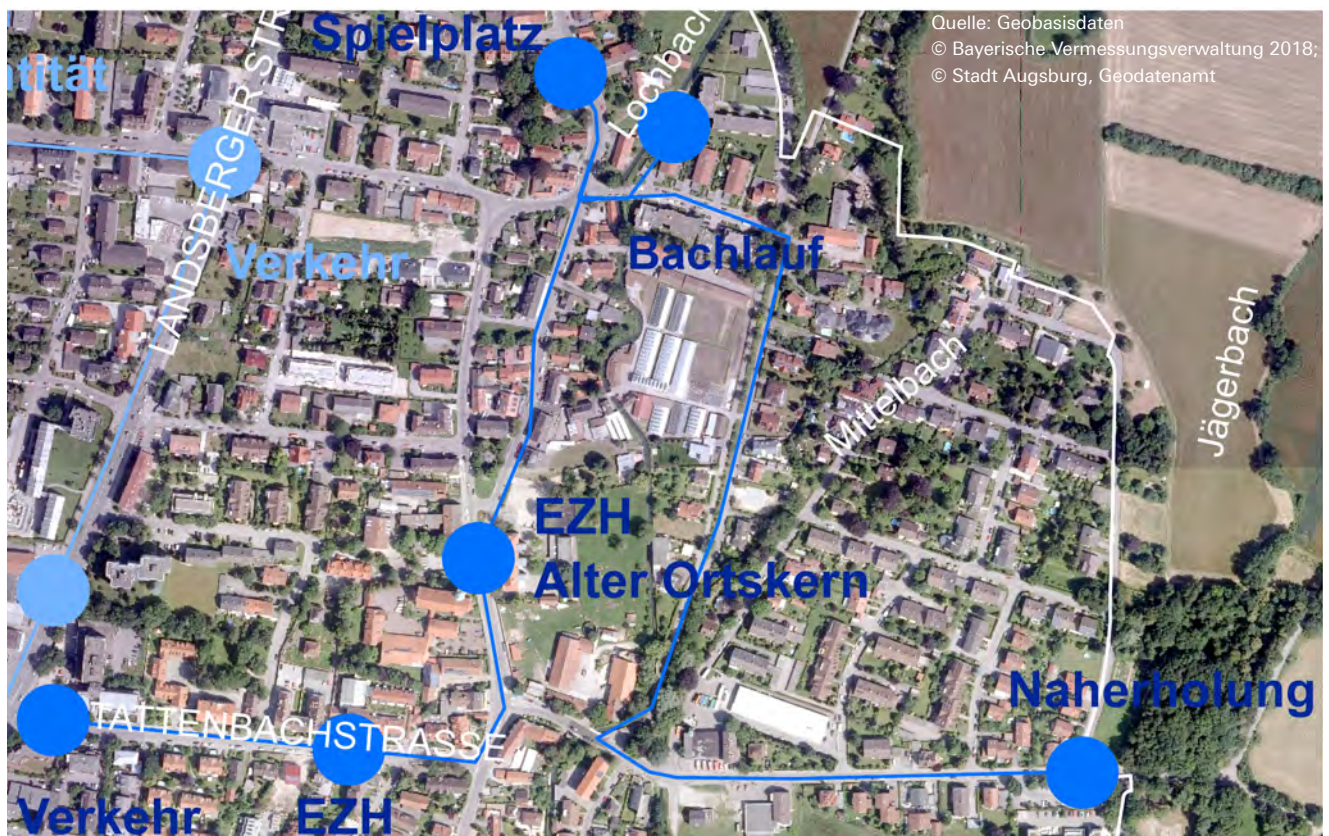 Quelle: Geobasisdaten
© Bayerische Vermessungsverwaltung 2018;
© Stadt Augsburg, Geodatenamt
Spielplatz
Lochbach
ntität
LANDSBERGER STR
Verkehr
Bachlauf
Mittelbach
Jägerbach
EZH
Alter Ortskern
Naherholung
TATTENBACHSTRASSE
Verkehr
EZH